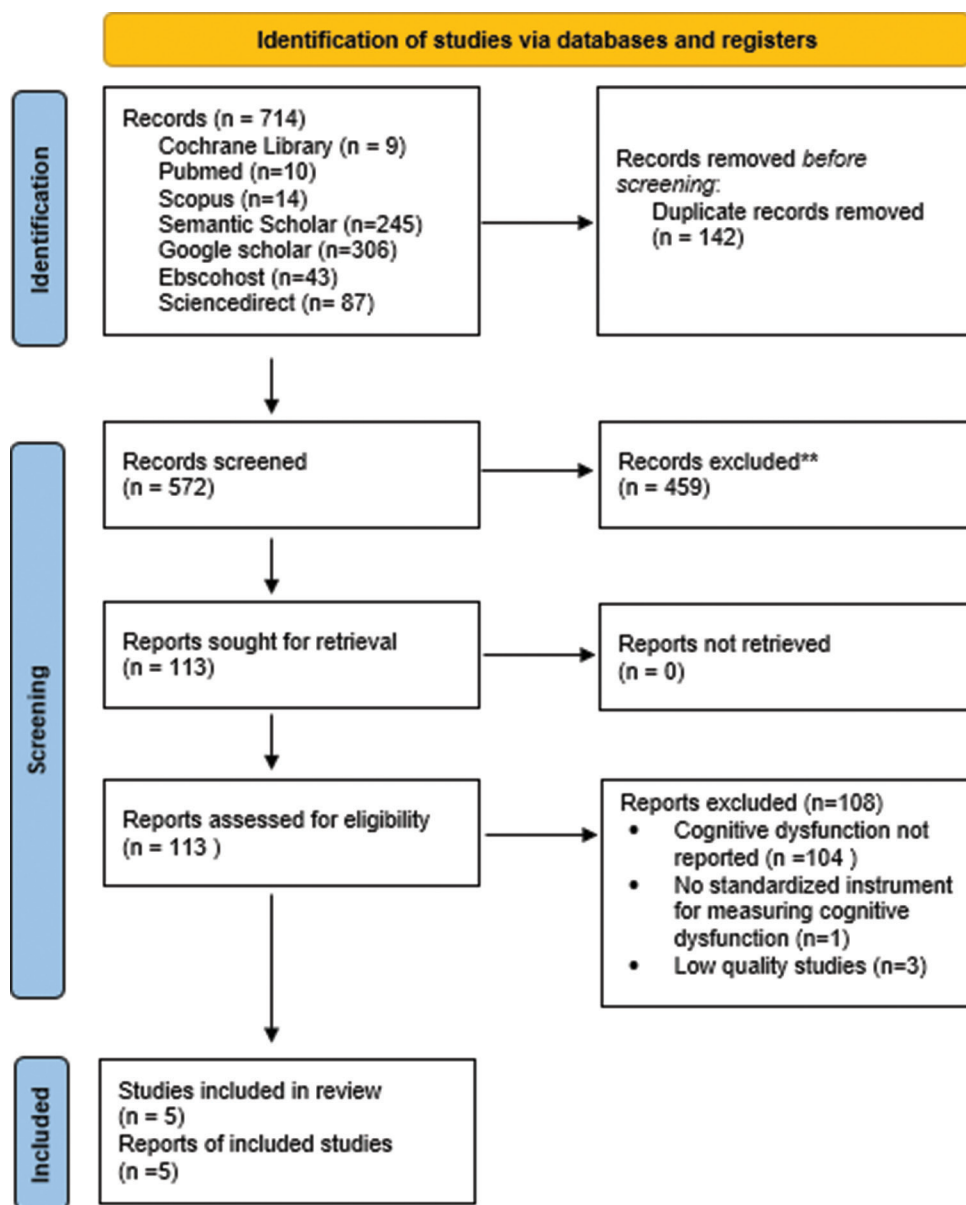 Identification of studies via databases and registers
Identification
Records (n = 714)
Cochrane Library (n = 9)
Pubmed (n=10)
Scopus (n=14)
Semantic Scholar (n=245)
Google scholar (n=306)
Ebscohost (n=43)
Sciencedirect (n= 87)
Records removed before
screening:
Duplicate records removed
(n = 142)
Screening
Records screened
(n = 572)
Records excluded**
(n = 459)
Reports sought for retrieval
(n = 113)
Reports not retrieved
(n = 0)
Reports assessed for eligibility
(n = 113 )
Reports excluded (n=108)
• Cognitive dysfunction not
reported (n =104 )
• No standardized instrument
for measuring cognitive
dysfunction (n=1)
• Low quality studies (n=3)
Included
Studies included in review
(n = 5)
Reports of included studies
(n =5)